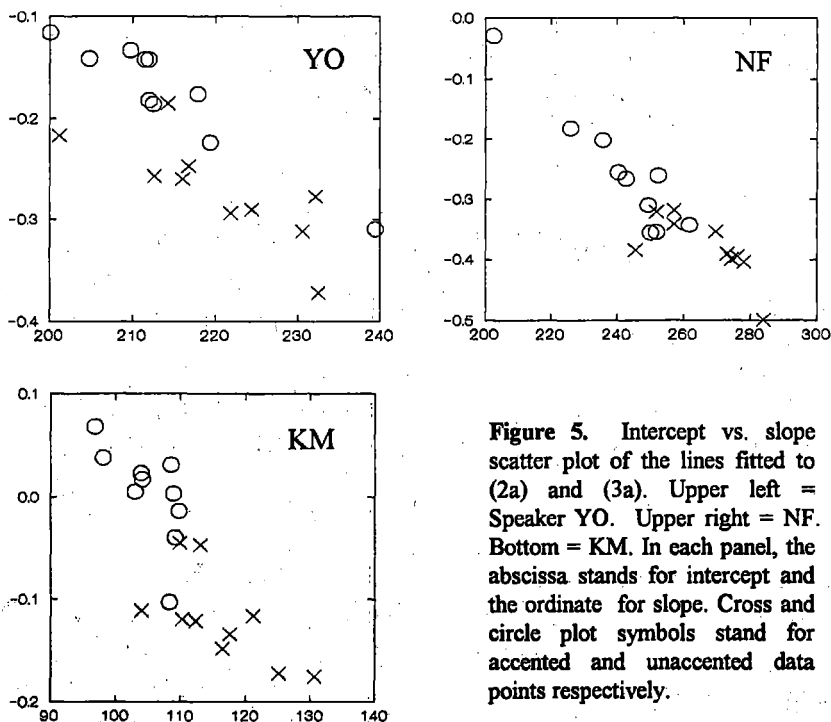 -0.1
-0.2
-0.3
-0.4
200
210
220
230
240
YO
0.0
-0.1
-0.2
-0.3
-0.4
-0.5
200
220
240
260
280
300
NF
0.1
0.0
-0.1
-0.2
90
100
110
120
130
140
KM
Figure 5. Intercept vs. slope
scatter plot of the lines fitted to
(2a) and (3a). Upper left =
Speaker YO. Upper right = NF.
Bottom = KM. In each panel, the
abscissa stands for intercept and
the ordinate for slope. Cross and
circle plot symbols stand for
accented and unaccented data
points respectively.